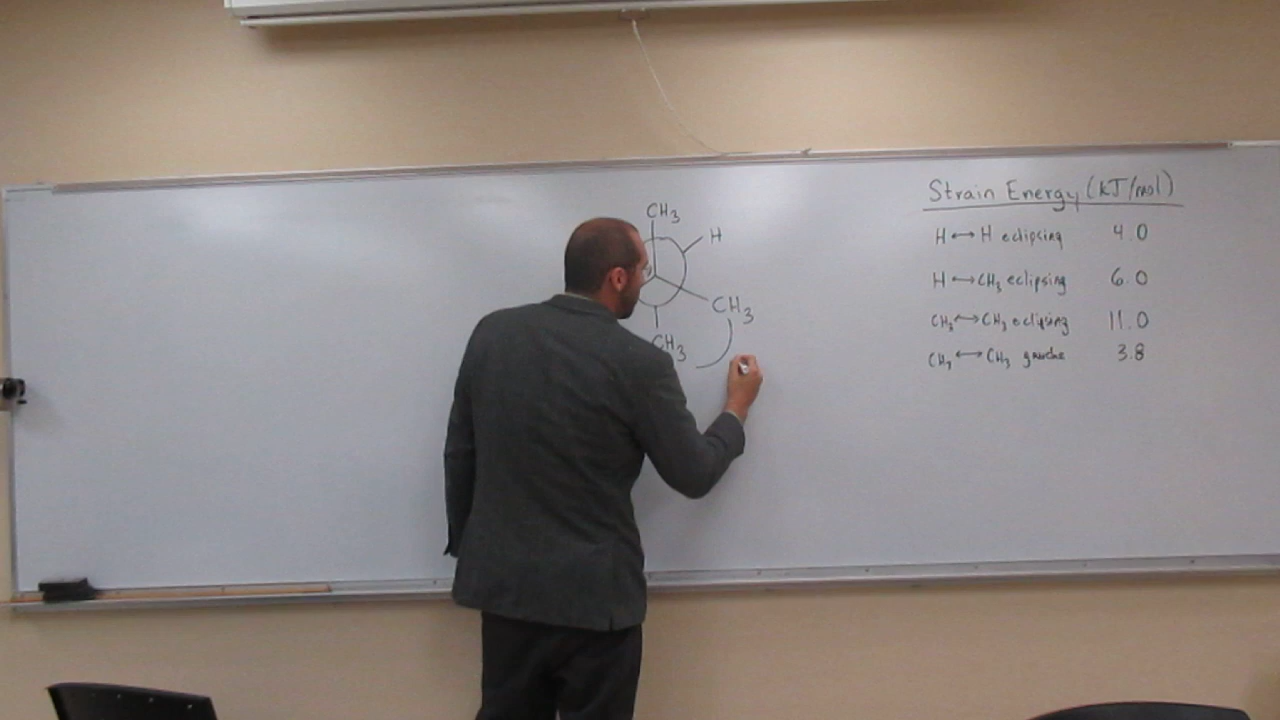 CH3
H
CH3
CH3
Strain Energy (kJ/mol)
H ↔ H eclipsing 4.0
H ↔ CH3 eclipsing 6.0
CH3 ↔ CH3 eclipsing 11.0
CH3 ↔ CH3 gauche 3.8